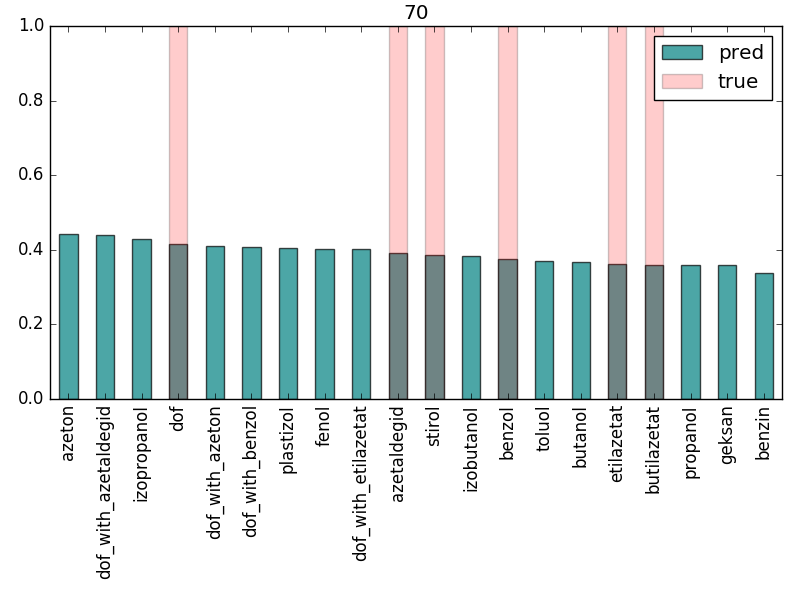 70
1.0
0.8
0.6
0.4
0.2
0.0
pred
true
azeton
dof_with_azetaldegid
izopropanol
dof
dof_with_azeton
dof_with_benzol
plastizol
fenol
dof_with_etilazetat
azetaldegid
stirol
izobutanol
benzol
toluol
butanol
etilazetat
butilazetat
propanol
geksan
benzin